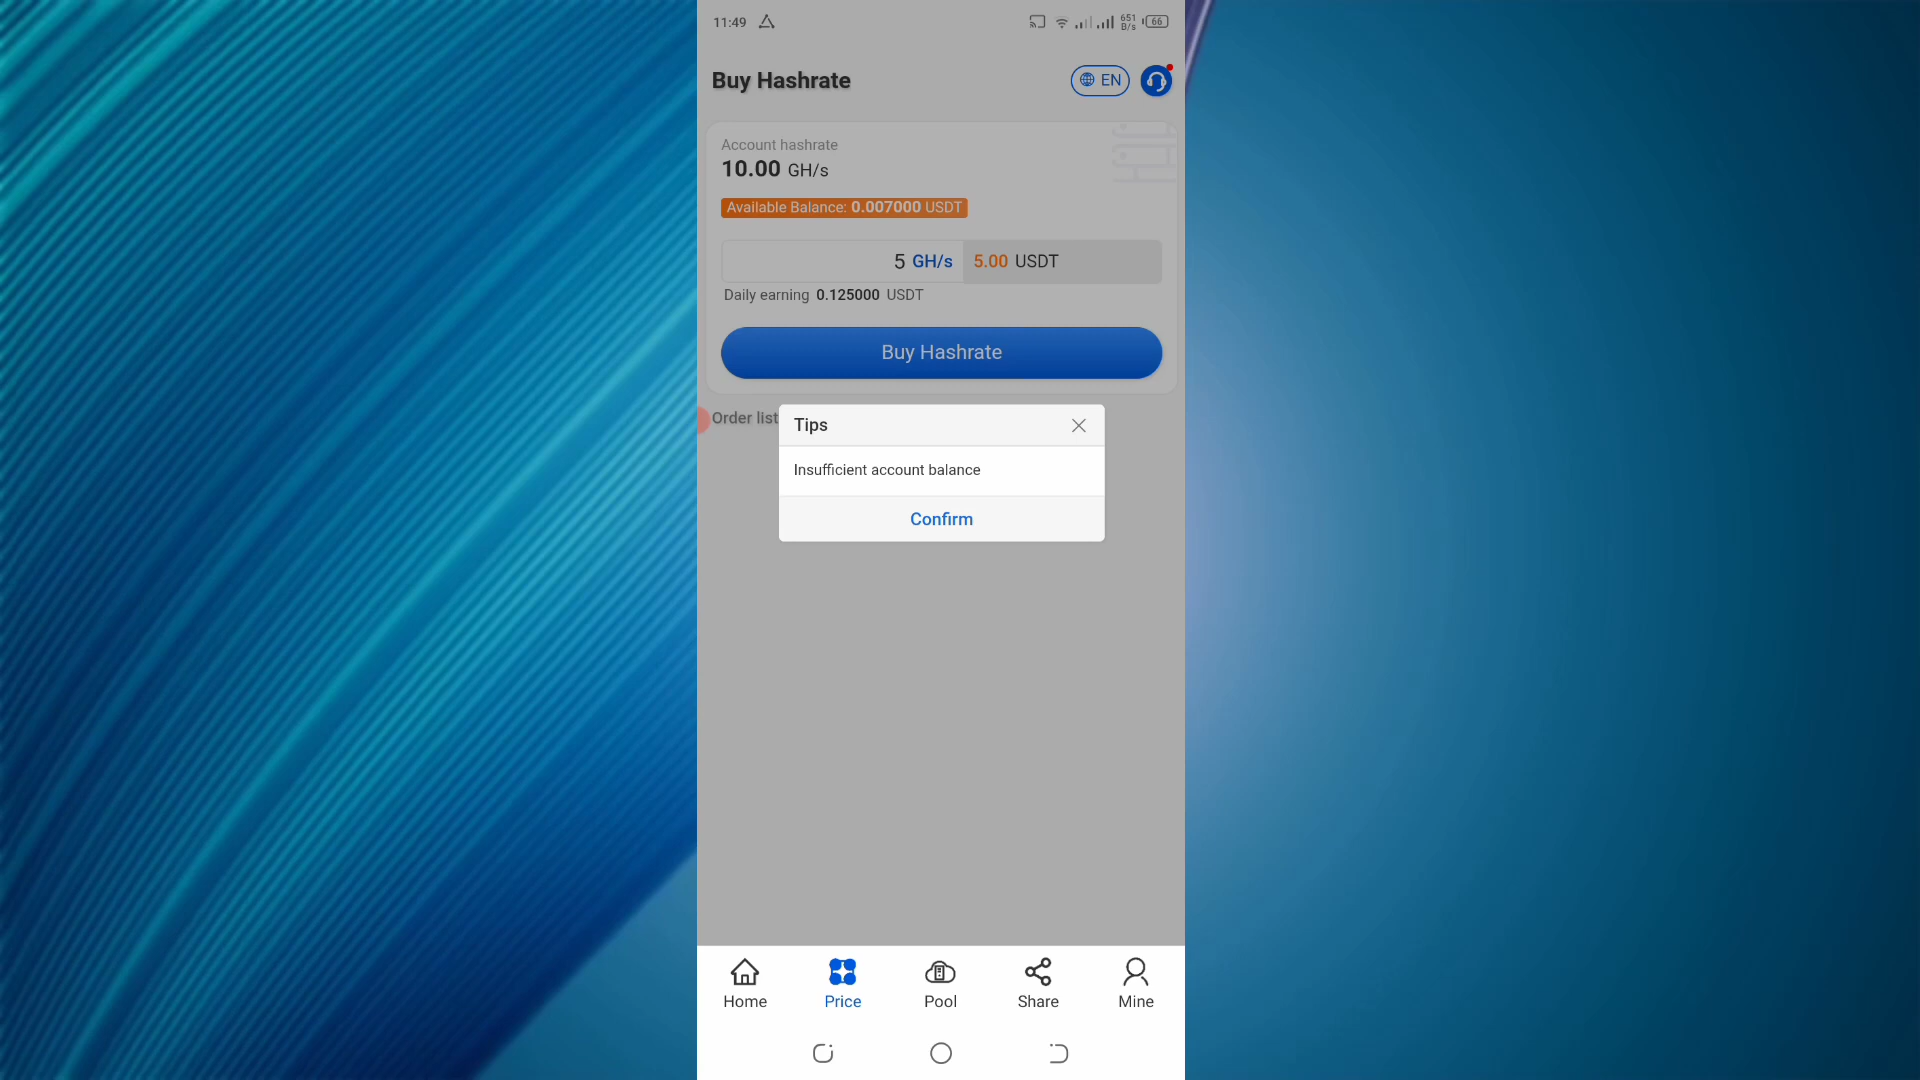 11:49
651
B/s
66
Buy Hashrate
EN
Account hashrate
10.00 GH/s
Available Balance: 0.007000 USDT
5 GH/s 5.00 USDT
Daily earning 0.125000 USDT
Buy Hashrate
Order list
Tips
Insufficient account balance
Confirm
Home Price Pool Share Mine